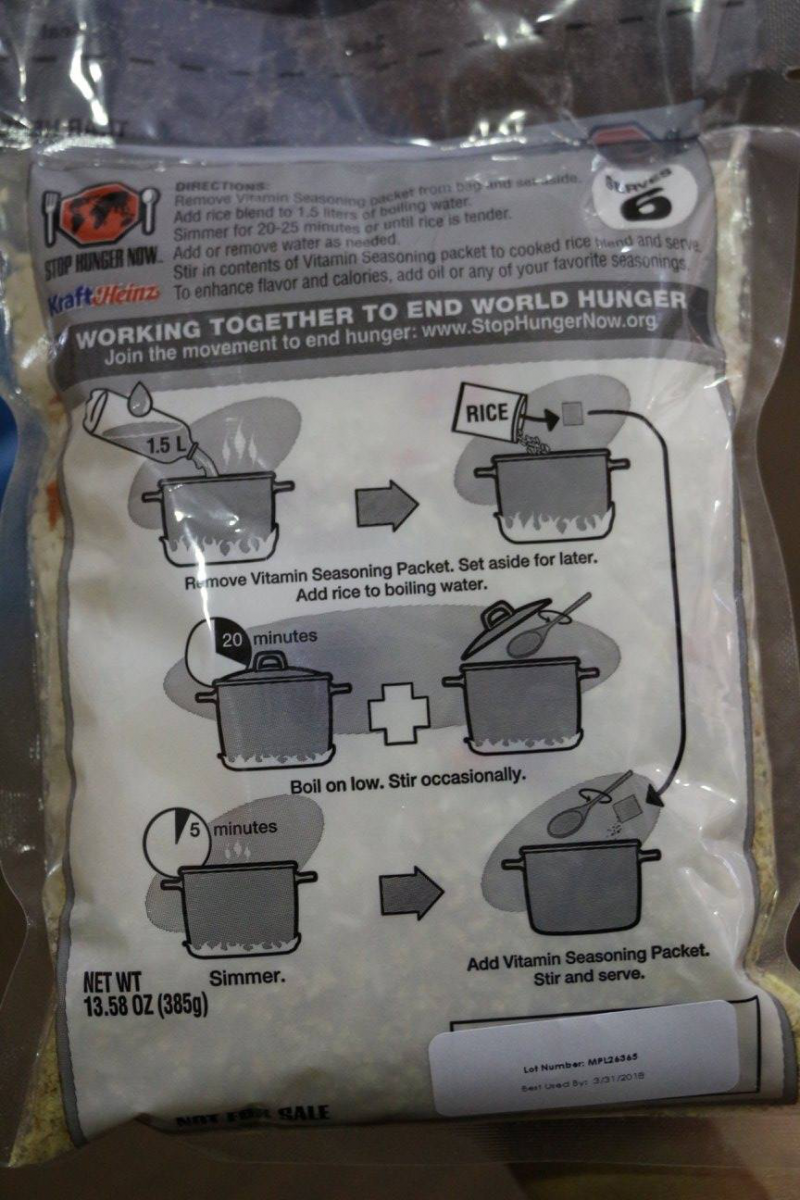 DIRECTIONS:
Remove Vitamin Seasoning packet from bag and set aside.
Add rice blend to 1.5 liters of boiling water.
Simmer for 20-25 minutes or until rice is tender.
Add or remove water as needed.
Stir in contents of Vitamin Seasoning packet to cooked rice blend and serve.
To enhance flavor and calories, add oil or any of your favorite seasonings.
SERVES
6
STOP HUNGER NOW
KraftHeinz
WORKING TOGETHER TO END WORLD HUNGER
Join the movement to end hunger: www.StopHungerNow.org
1.5 L
RICE
Remove Vitamin Seasoning Packet. Set aside for later.
Add rice to boiling water.
20 minutes
Boil on low. Stir occasionally.
5 minutes
Simmer.
Add Vitamin Seasoning Packet.
Stir and serve.
NET WT
13.58 OZ (385g)
Lot Number: MPL26365
Best Used By: 3/31/2018
NOT FOR SALE